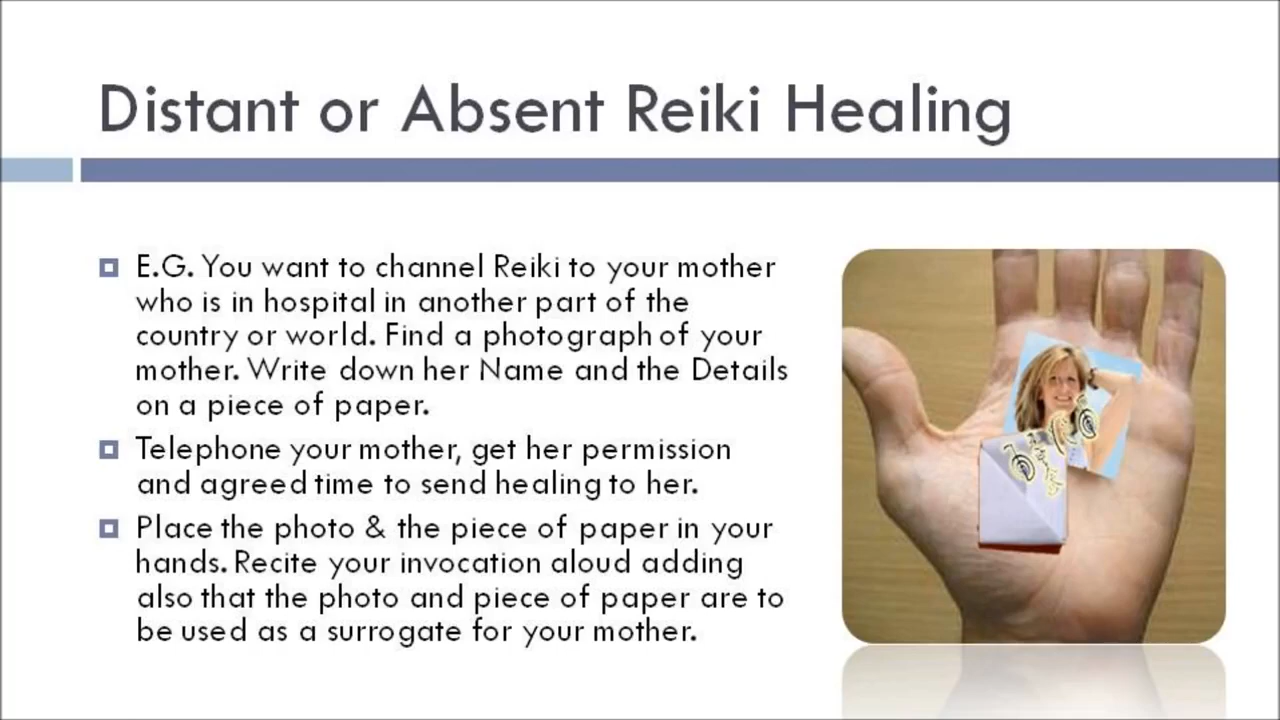 Distant or Absent Reiki Healing
E.G. You want to channel Reiki to your mother
who is in hospital in another part of the
country or world. Find a photograph of your
mother. Write down her Name and the Details
on a piece of paper.
Telephone your mother, get her permission
and agreed time to send healing to her.
Place the photo & the piece of paper in your
hands. Recite your invocation aloud adding
also that the photo and piece of paper are to
be used as a surrogate for your mother.